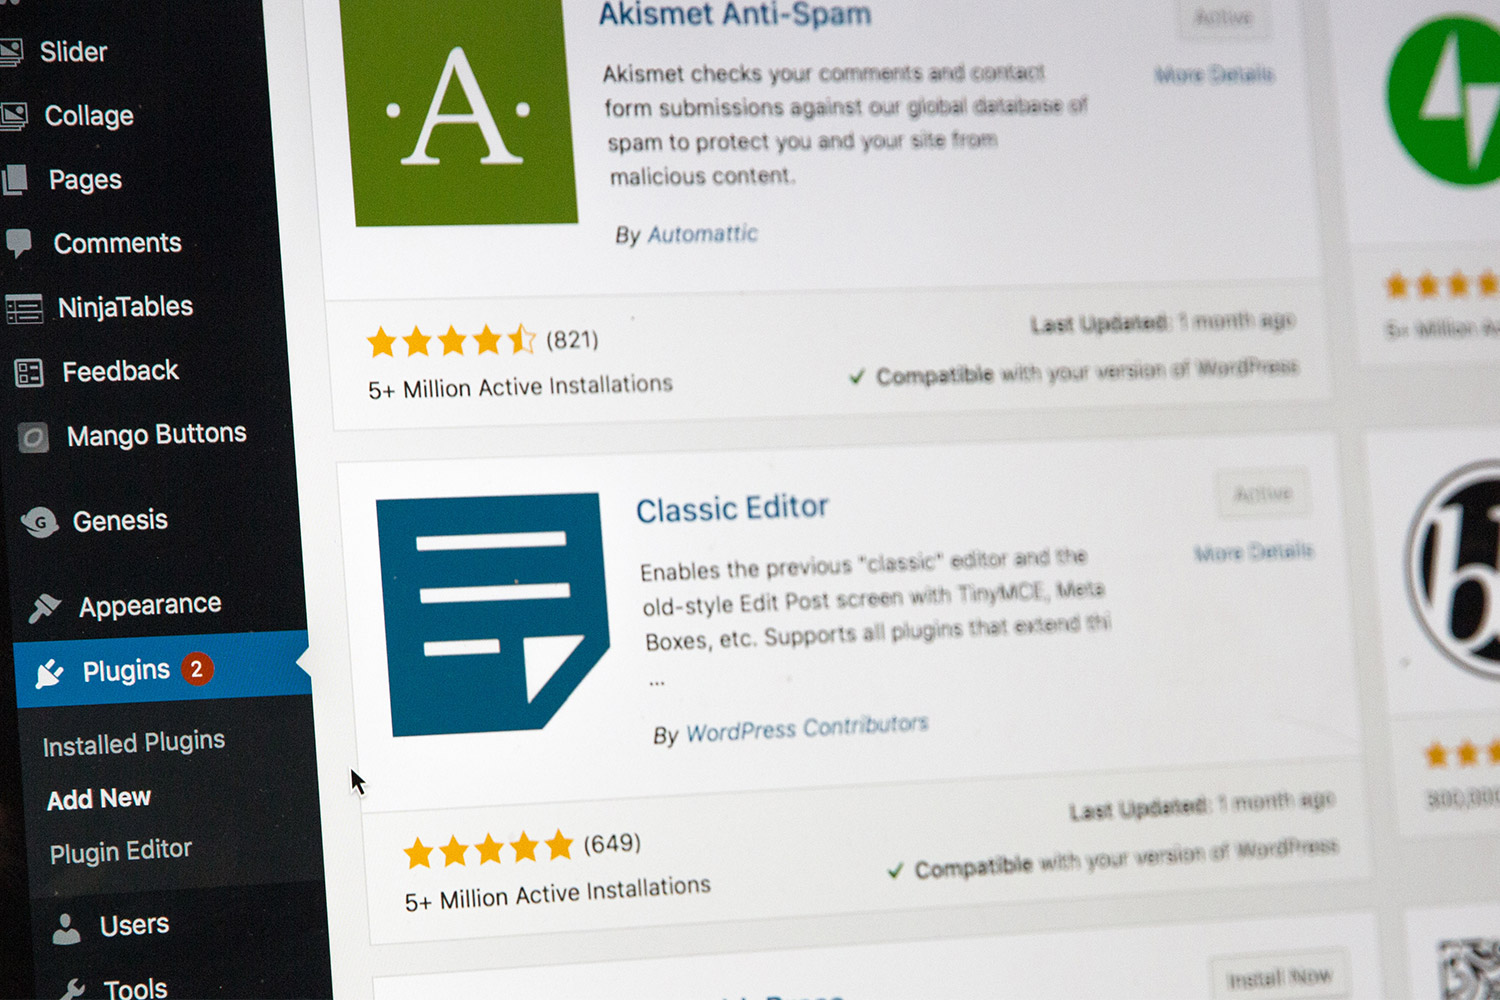 Slider
Collage
Pages
Comments
NinjaTables
Feedback
Mango Buttons
G
Genesis
Appearance
Plugins 2
Installed Plugins
Add New
Plugin Editor
Users
Tools
A
Akismet Anti-Spam
Active
More Details
Akismet checks your comments and contact
form submissions against our global database of
spam to protect you and your site from
malicious content.
By Automattic
(821)
5+ Million Active Installations
Last Updated: 1 month ago
Compatible with your version of WordPress
5+ Million
Classic Editor
Active
More Details
Enables the previous "classic" editor and the
old-style Edit Post screen with TinyMCE, Meta
Boxes, etc. Supports all plugins that extend thi
...
By WordPress Contributors
(649)
5+ Million Active Installations
Last Updated: 1 month ago
Compatible with your version of WordPress
b
Install Now